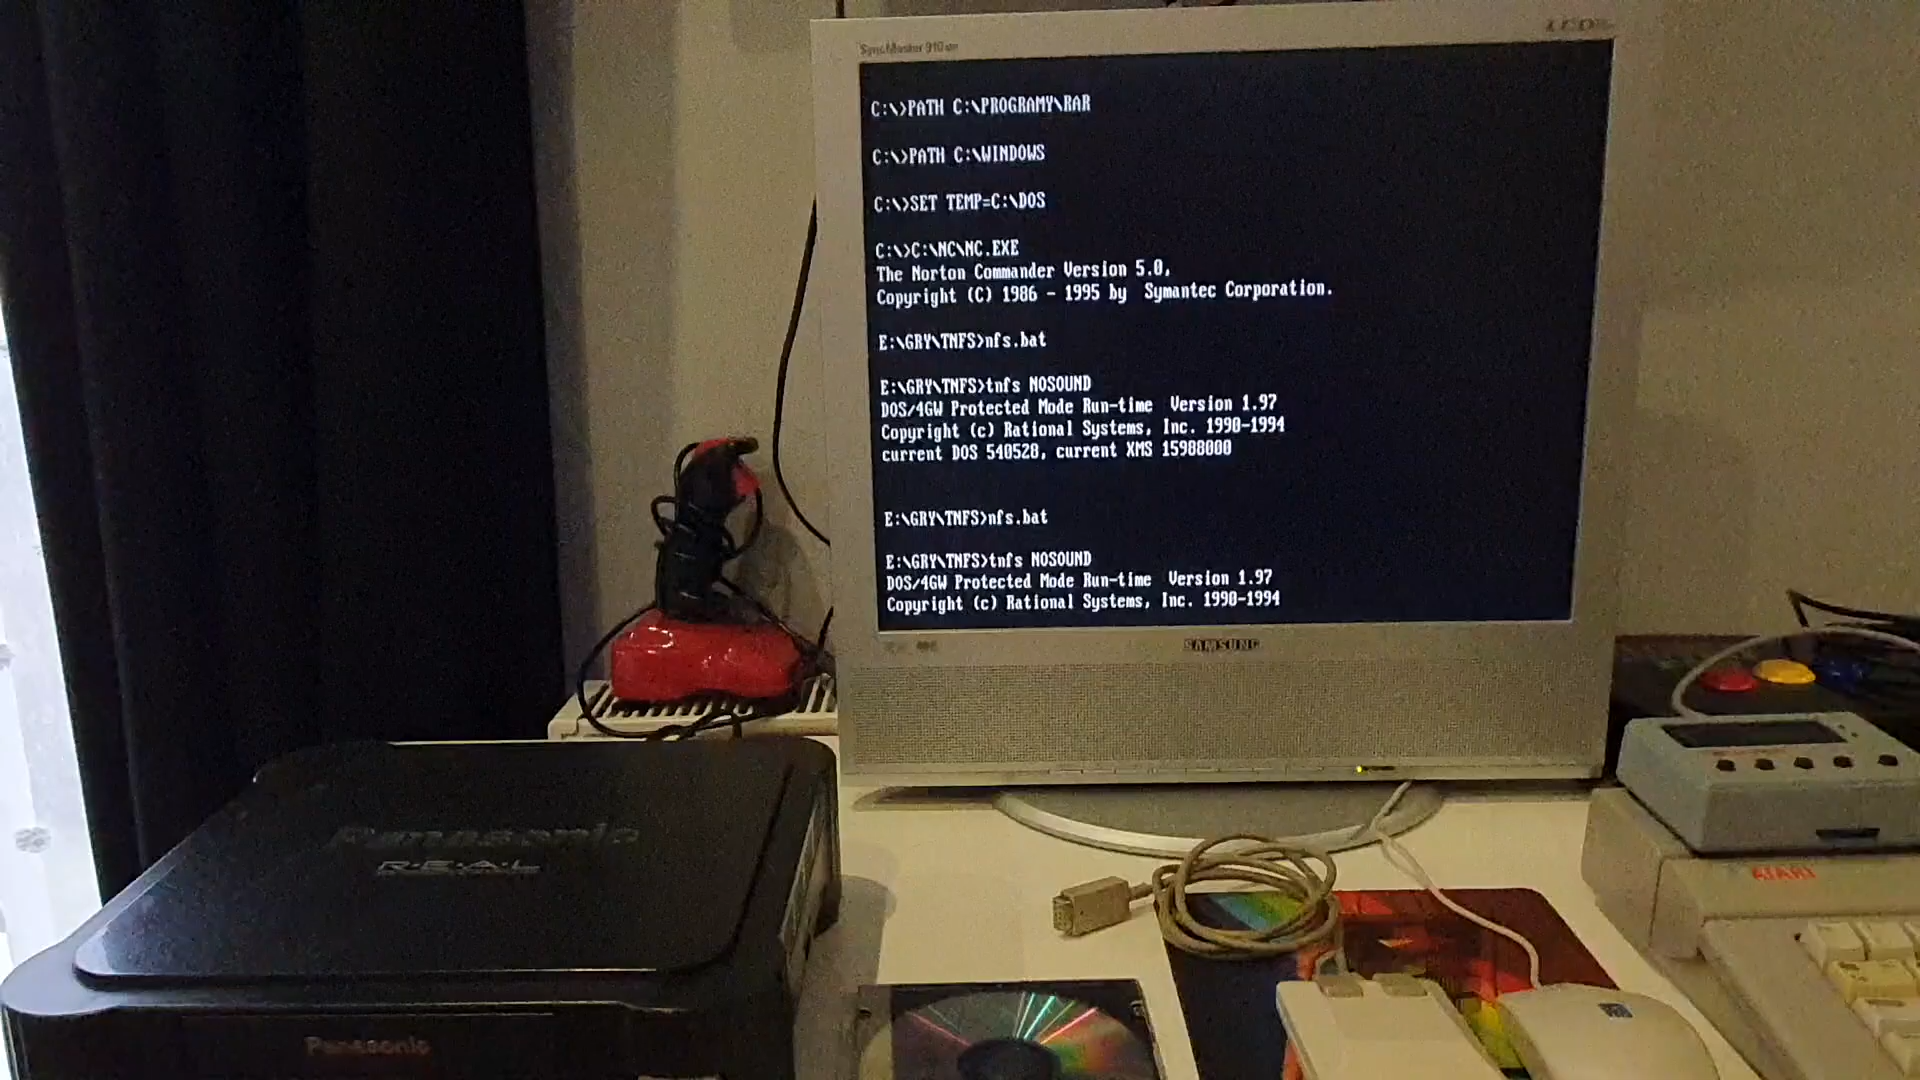 SyncMaster 910mp
C:\>PATH C:\PROGRAMY\RAR
C:\>PATH C:\WINDOWS
C:\>SET TEMP=C:\DOS
C:\>C:\NC\NC.EXE
The Norton Commander Version 5.0,
Copyright (C) 1986 - 1995 by  Symantec Corporation.
E:\GRY\TNFS>nfs.bat
E:\GRY\TNFS>tnfs NOSOUND
DOS/4GW Protected Mode Run-time  Version 1.97
Copyright (c) Rational Systems, Inc. 1990-1994
current DOS 540528, current XMS 15988000
E:\GRY\TNFS>nfs.bat
E:\GRY\TNFS>tnfs NOSOUND
DOS/4GW Protected Mode Run-time  Version 1.97
Copyright (c) Rational Systems, Inc. 1990-1994
SAMSUNG
Panasonic
R·E·A·L
ATARI
Panasonic